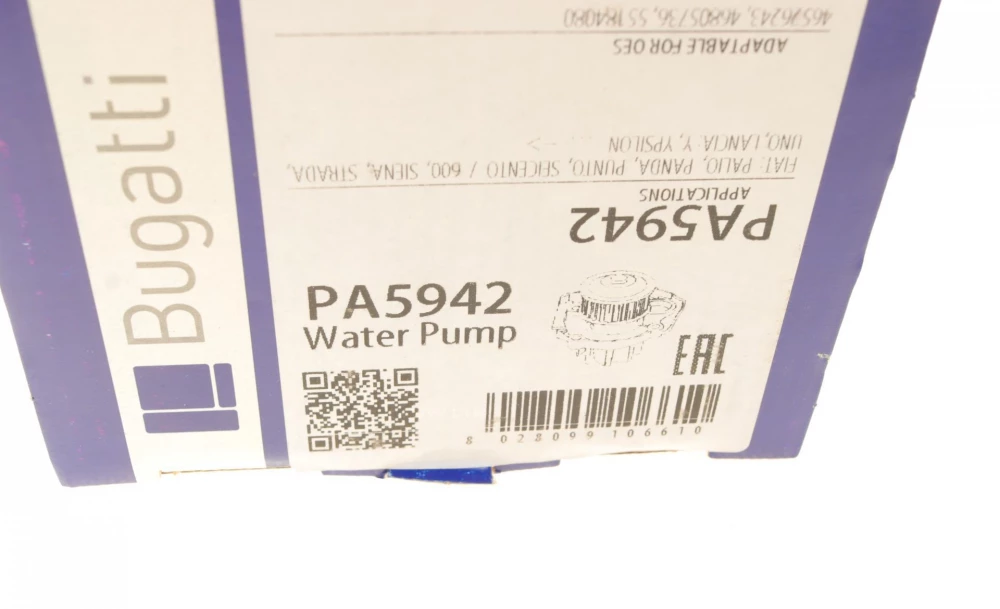 Bugatti
PA5942
APPLICATIONS
FIAT: PALIO, PANDA, PUNTO, SEICENTO / 600, SIENA, STRADA,
UNO, LANCIA: Y, YPSILON
ADAPTABLE FOR OES
46526243, 46805736, 55184080
PA5942
Water Pump
EAC
8 028099 106610